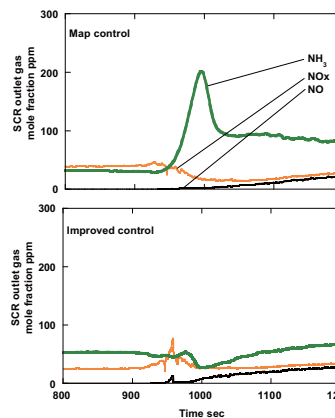 Map control
300
200
100
0
SCR outlet gas
mole fraction ppm
NH3
NOx
NO
Improved control
300
200
100
0
SCR outlet gas
mole fraction ppm
800 900 1000 1100
Time sec